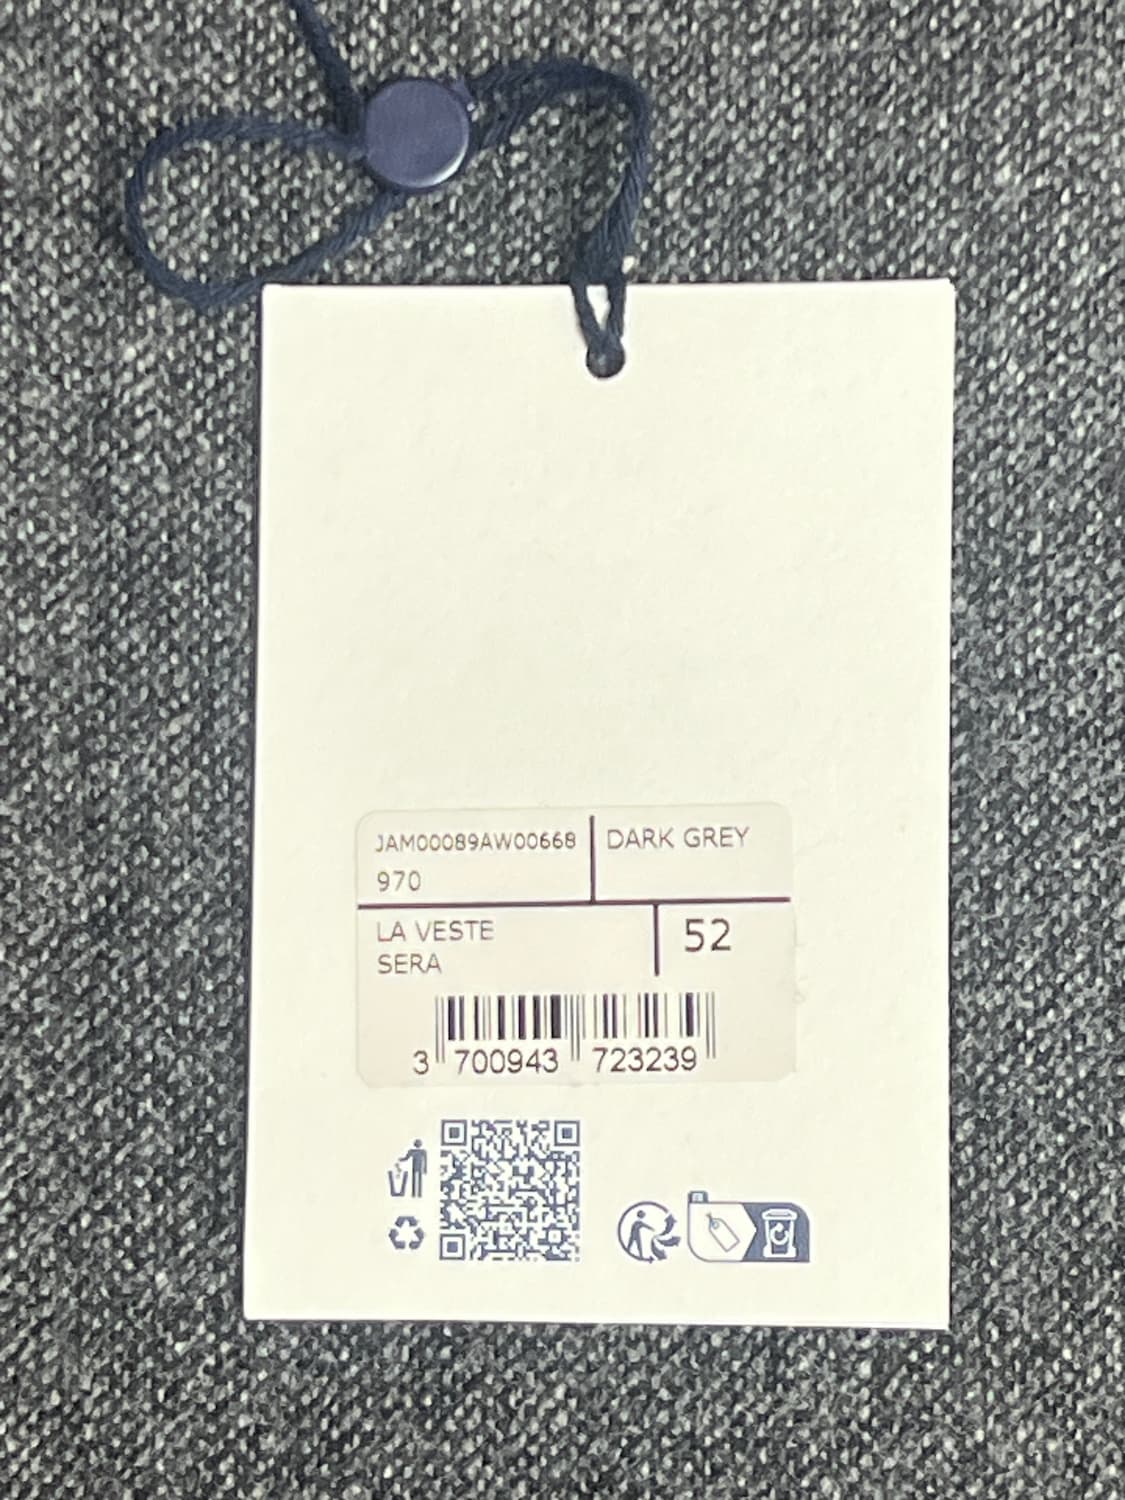 JAM00089AW00668
970
DARK GREY
LA VESTE
SERA
52
3 700943 723239